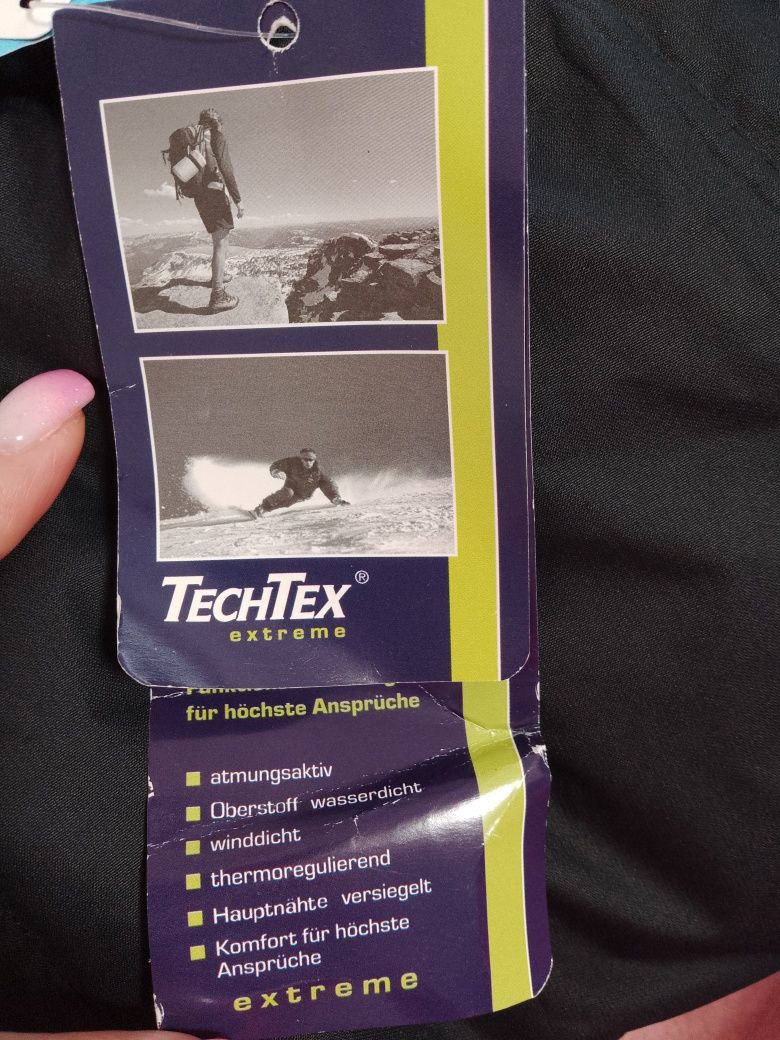 TECHTEX®
extreme
für höchste Ansprüche
atmungsaktiv
Oberstoff wasserdicht
winddicht
thermoregulierend
Hauptnähte versiegelt
Komfort für höchste
Ansprüche
extreme